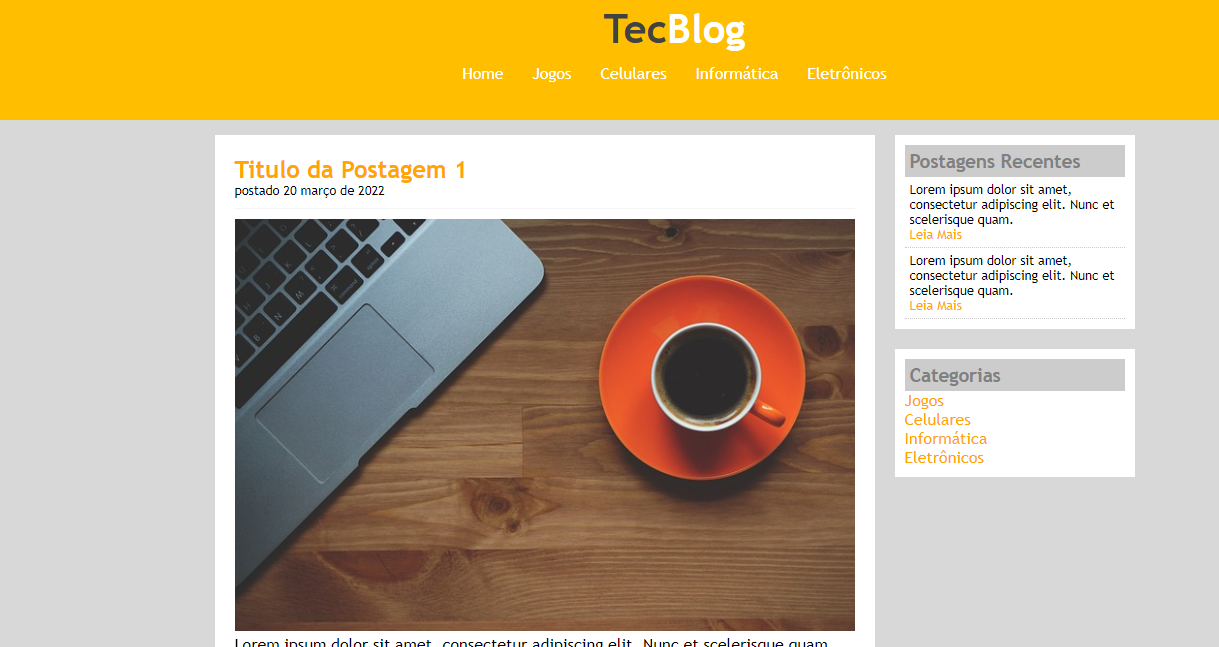 TecBlog
Home Jogos Celulares Informática Eletrônicos
Titulo da Postagem 1
postado 20 março de 2022
Lorem ipsum dolor sit amet, consectetur adipiscing elit. Nunc et scelerisque quam.
Postagens Recentes
Lorem ipsum dolor sit amet,
consectetur adipiscing elit. Nunc et
scelerisque quam.
Leia Mais
Lorem ipsum dolor sit amet,
consectetur adipiscing elit. Nunc et
scelerisque quam.
Leia Mais
Categorias
Jogos
Celulares
Informática
Eletrônicos